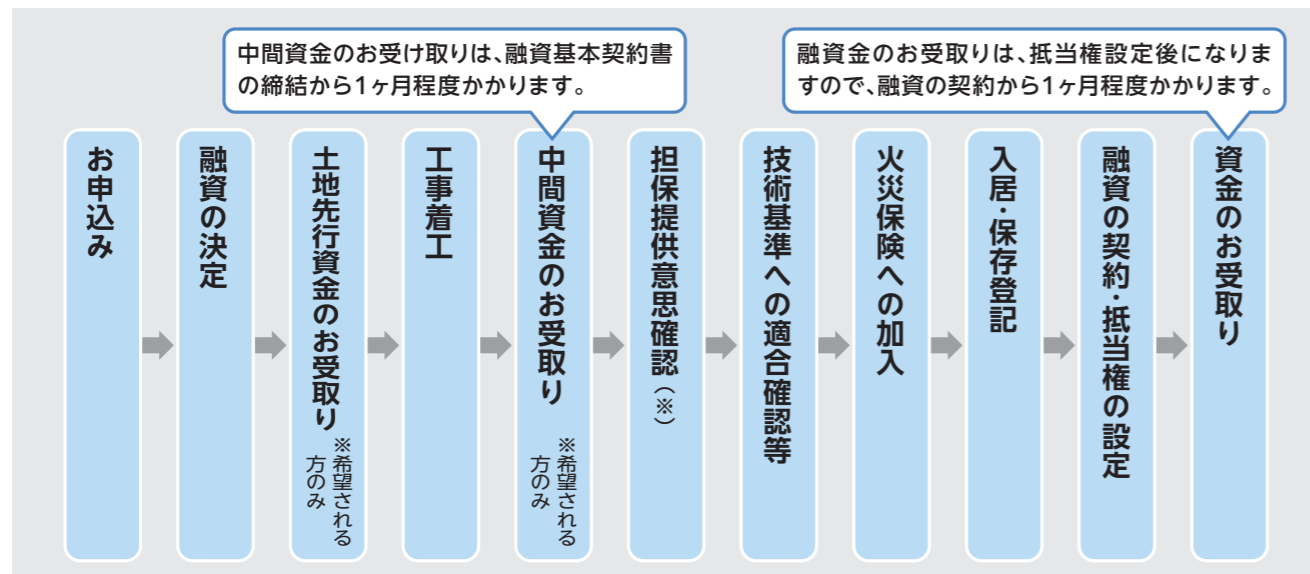 中間資金のお受け取りは、融資基本契約書
の締結から1ヶ月程度かかります。
融資金のお受取りは、抵当権設定後になりま
すので、融資の契約から1ヶ月程度かかります。
お申込み
融資の決定
土地先行資金のお受取り
※希望される
方のみ
工事着工
中間資金のお受取り
※希望される
方のみ
担保提供意思確認（※）
技術基準への適合確認等
火災保険への加入
入居・保存登記
融資の契約・抵当権の設定
資金のお受取り